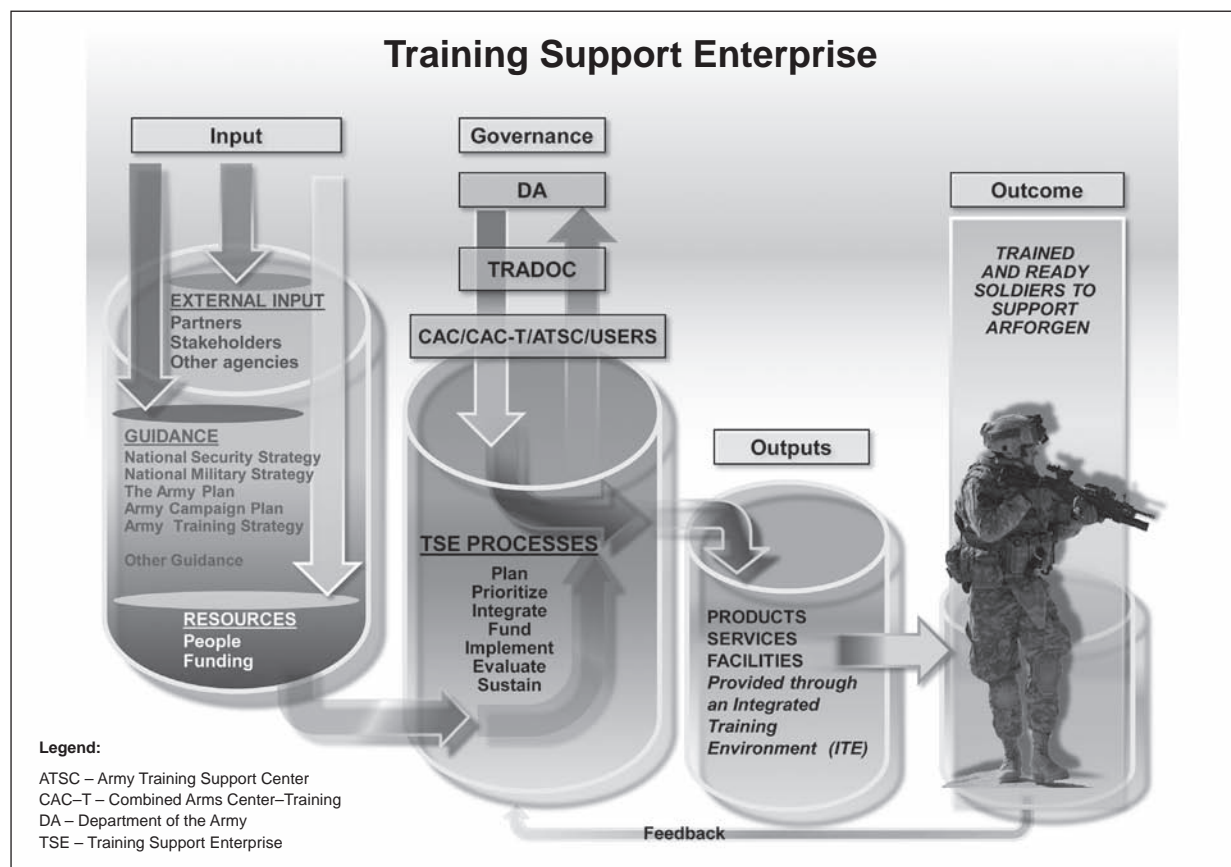 Training Support Enterprise
Input
EXTERNAL INPUT
Partners
Stakeholders
Other agencies
GUIDANCE
National Security Strategy
National Military Strategy
The Army Plan
Army Campaign Plan
Army Training Strategy
Other Guidance
RESOURCES
People
Funding
Governance
DA
TRADOC
CAC/CAC-T/ATSC/USERS
TSE PROCESSES
Plan
Prioritize
Integrate
Fund
Implement
Evaluate
Sustain
Outputs
PRODUCTS
SERVICES
FACILITIES
Provided through
an Integrated
Training
Environment (ITE)
Outcome
TRAINED
AND READY
SOLDIERS TO
SUPPORT
ARFORGEN
Feedback
Legend:
ATSC – Army Training Support Center
CAC–T – Combined Arms Center–Training
DA – Department of the Army
TSE – Training Support Enterprise